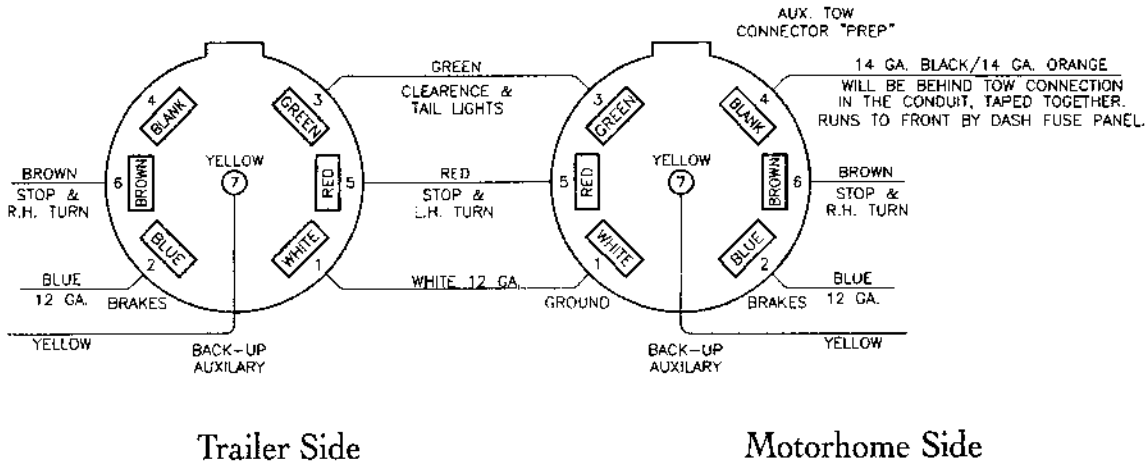 AUX. TOW
CONNECTOR "PREP"
GREEN
CLEARENCE &
TAIL LIGHTS
14 GA. BLACK/14 GA. ORANGE
WILL BE BEHIND TOW CONNECTION
IN THE CONDUIT, TAPED TOGETHER.
RUNS TO FRONT BY DASH FUSE PANEL.
4
BLANK
3
GREEN
3
GREEN
4
BLANK
BROWN
STOP &
R.H. TURN
6
BROWN
YELLOW
7
RED
5
RED
STOP &
L.H. TURN
5
RED
YELLOW
7
BROWN
6
BROWN
STOP &
R.H. TURN
BLUE
2
WHITE
1
WHITE
1
BLUE
2
BLUE
12 GA.
BRAKES
WHITE 12 GA.
GROUND
BRAKES
BLUE
12 GA.
YELLOW
BACK-UP
AUXILARY
BACK-UP
AUXILARY
YELLOW
Trailer Side
Motorhome Side